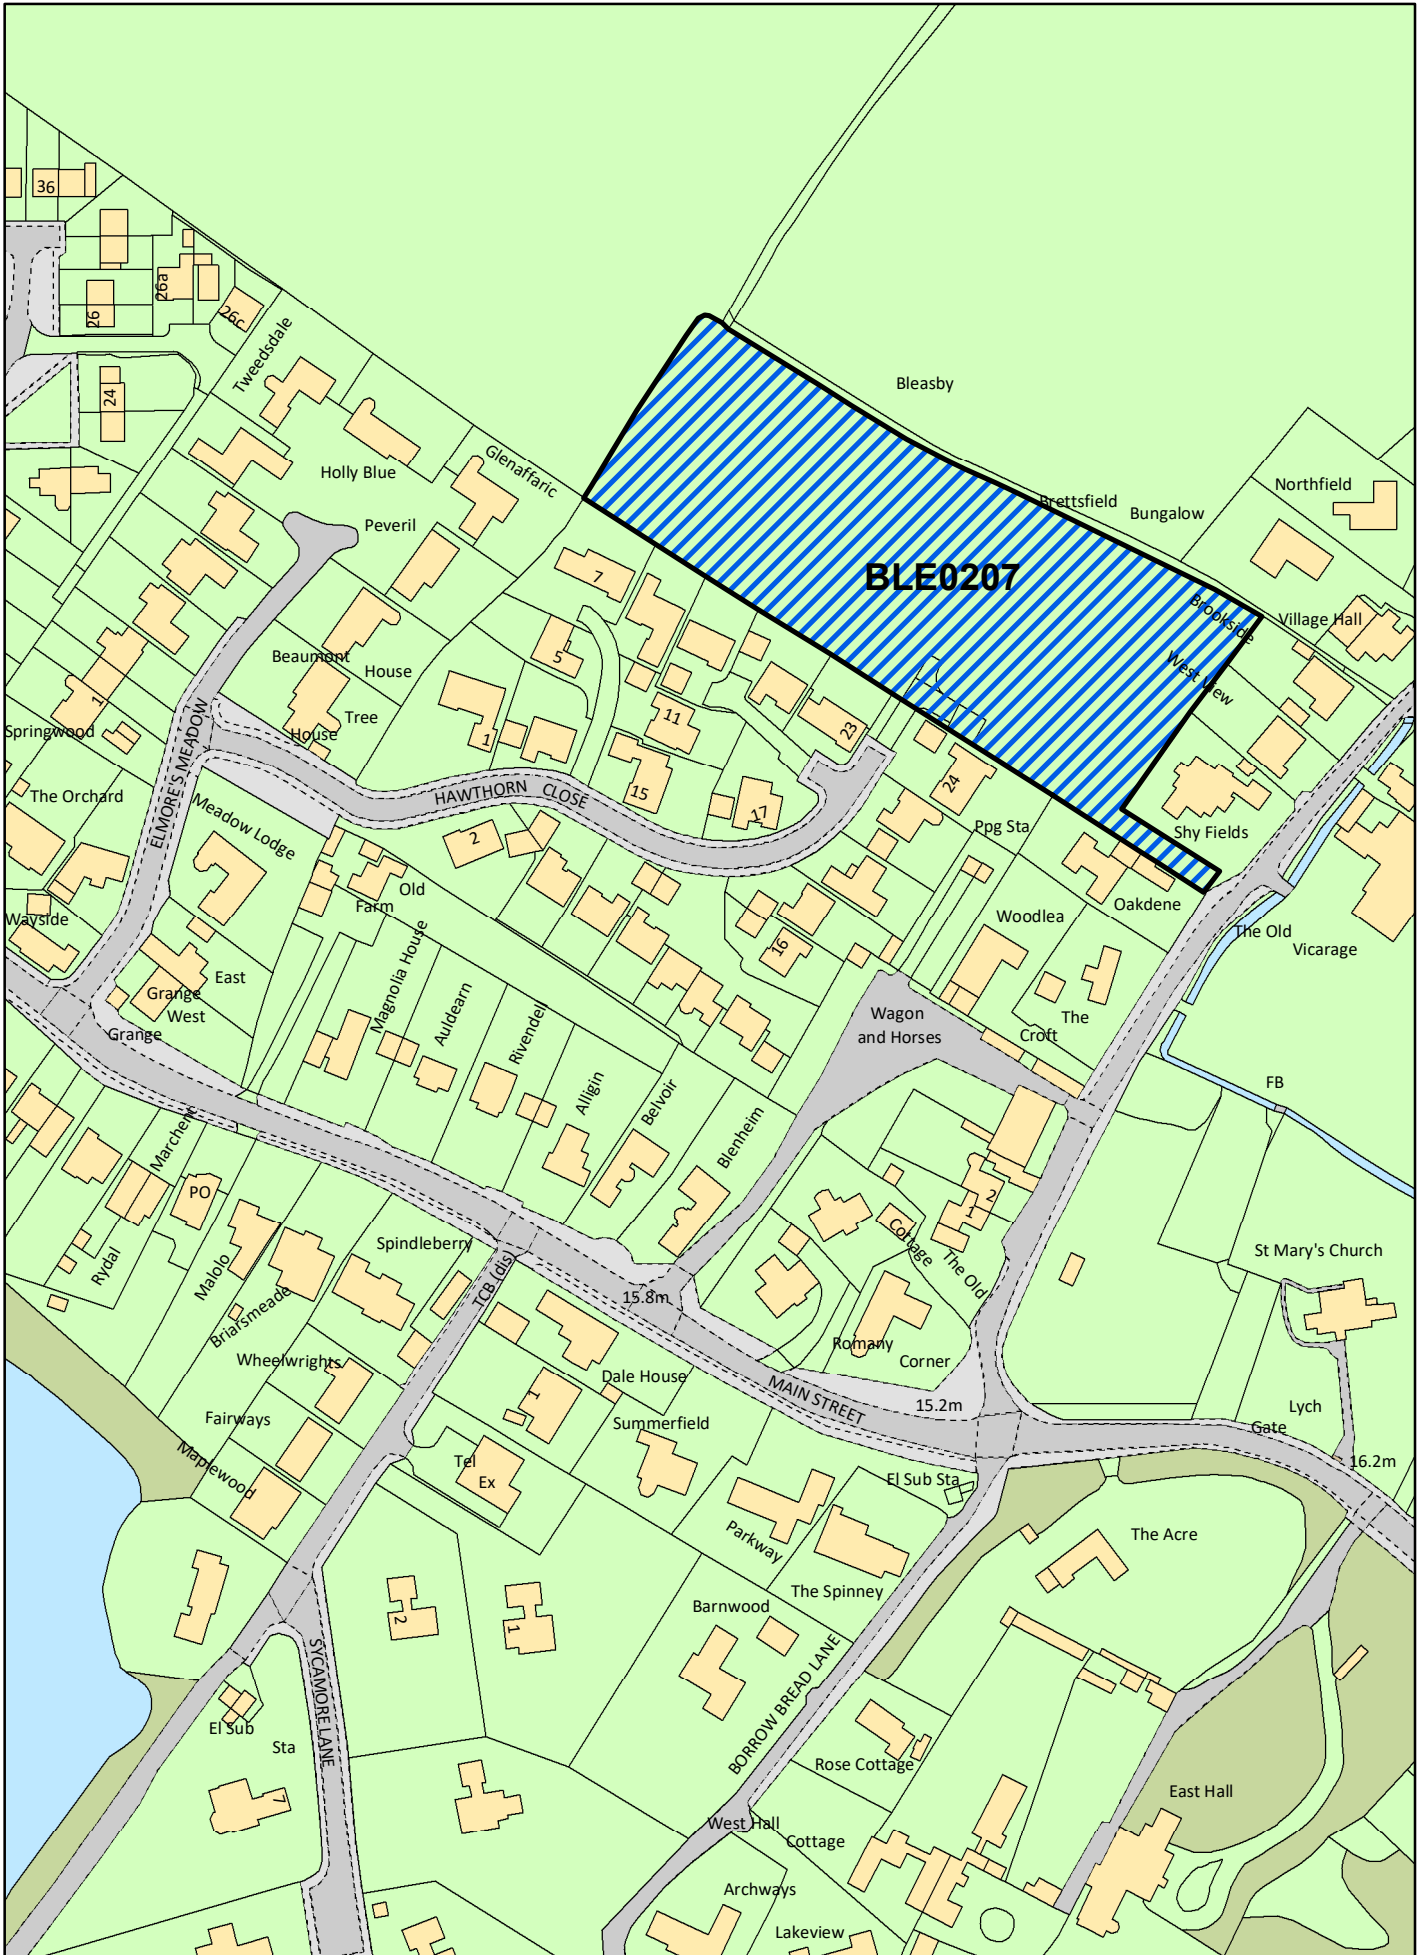 36
26a
26
26c
Tweedsdale
24
Bleasby
Holly Blue
Glenaffaric
Northfield
Brettsfield
Bungalow
Peveril
BLE0207
7
Brookside
Village Hall
West View
Beaumont
House
5
Tree
House
1
Springwood
ELMORE'S MEADOW
1
11
23
24
The Orchard
Meadow Lodge
HAWTHORN CLOSE
15
17
2
Ppg Sta
Shy Fields
Old
Farm
Oakdene
Wayside
Woodlea
The Old
Vicarage
16
East
Grange
West
Grange
Magnolia House
Auldearn
Rivendell
Wagon
and Horses
The
Croft
FB
Alligin
Belvoir
Blenheim
Marchent
PO
2
1
Cottage
The Old
Rydal
Malolo
Spindleberry
TCB (dis)
St Mary's Church
15.8m
Briarsmeade
Wheelwrights
Romany
Corner
Dale House
1
MAIN STREET
15.2m
Lych
Gate
Fairways
Summerfield
Maplewood
Tel
Ex
El Sub Sta
16.2m
Parkway
The Acre
The Spinney
2
1
Barnwood
SYCAMORE LANE
BORROW BREAD LANE
El Sub
Sta
Rose Cottage
7
East Hall
West Hall
Cottage
Archways
Lakeview